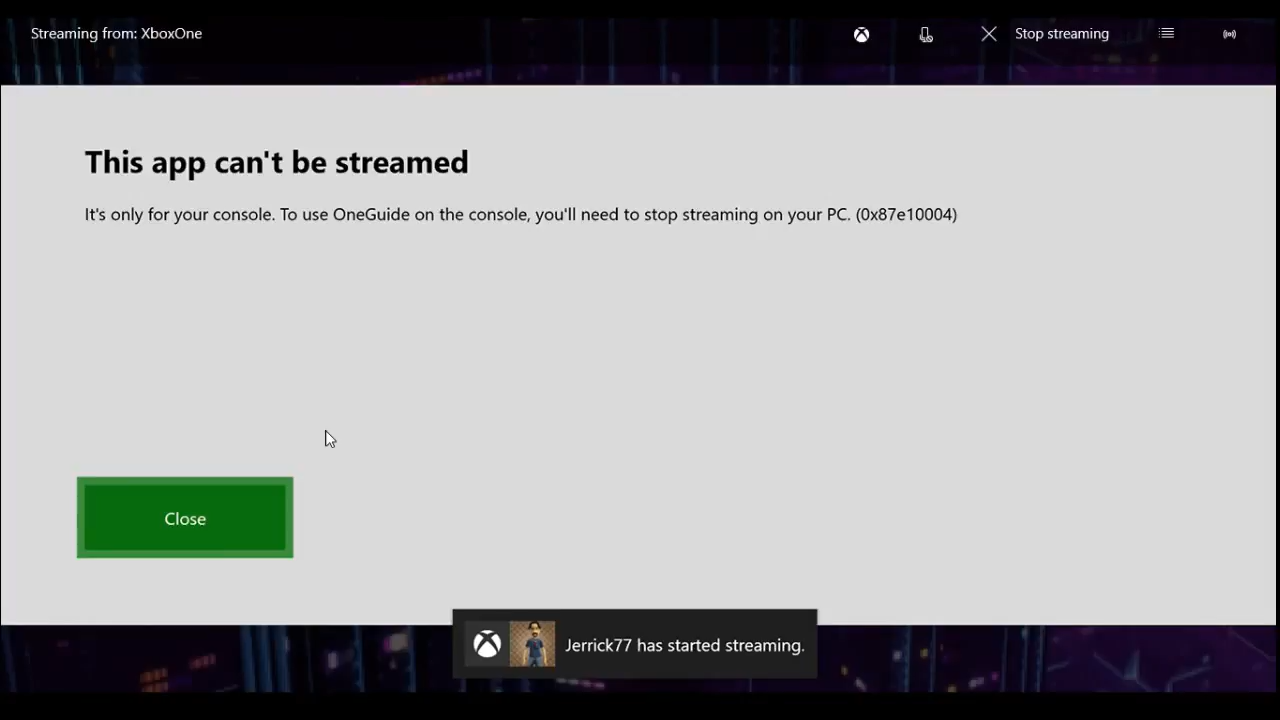 Streaming from: XboxOne
Stop streaming
This app can't be streamed
It's only for your console. To use OneGuide on the console, you'll need to stop streaming on your PC. (0x87e10004)
Close
Jerrick77 has started streaming.